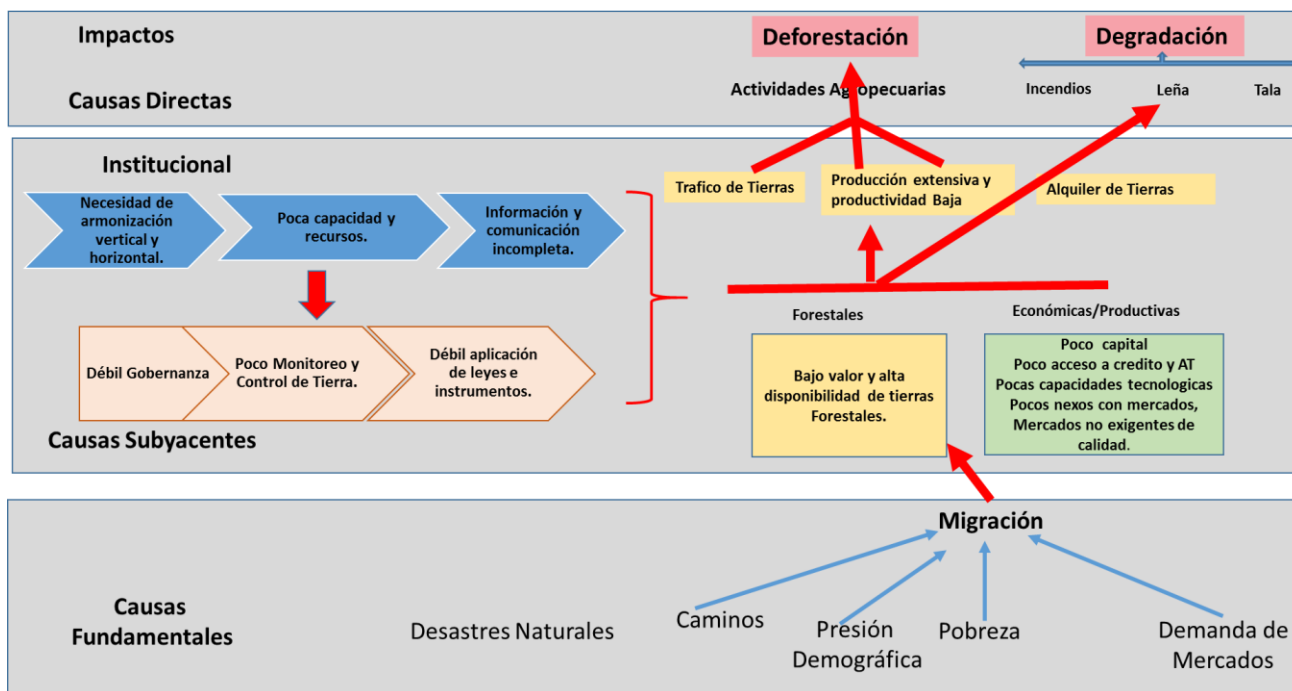 Impactos
Deforestación
Degradación
Causas Directas
Actividades Agropecuarias
Incendios
Leña
Tala
Institucional
Necesidad de
armonización
vertical y
horizontal.
Poca capacidad y
recursos.
Información y
comunicación
incompleta.
Trafico de Tierras
Producción extensiva y
productividad Baja
Alquiler de Tierras
Débil Gobernanza
Poco Monitoreo y
Control de Tierra.
Débil aplicación
de leyes e
instrumentos.
Causas Subyacentes
Forestales
Económicas/Productivas
Bajo valor y alta
disponibilidad de tierras
Forestales.
Poco capital
Poco acceso a credito y AT
Pocas capacidades tecnologicas
Pocos nexos con mercados,
Mercados no exigentes de
calidad.
Migración
Causas
Fundamentales
Desastres Naturales
Caminos
Presión
Demográfica
Pobreza
Demanda de
Mercados